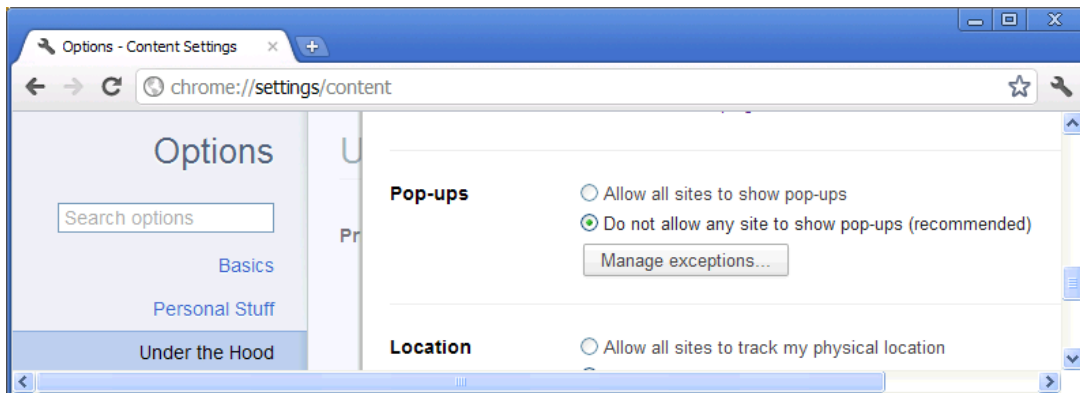 Options - Content Settings
chrome://settings/content
Options
Search options
Basics
Personal Stuff
Under the Hood
U
Pr
Pop-ups
Allow all sites to show pop-ups
Do not allow any site to show pop-ups (recommended)
Manage exceptions...
Location
Allow all sites to track my physical location